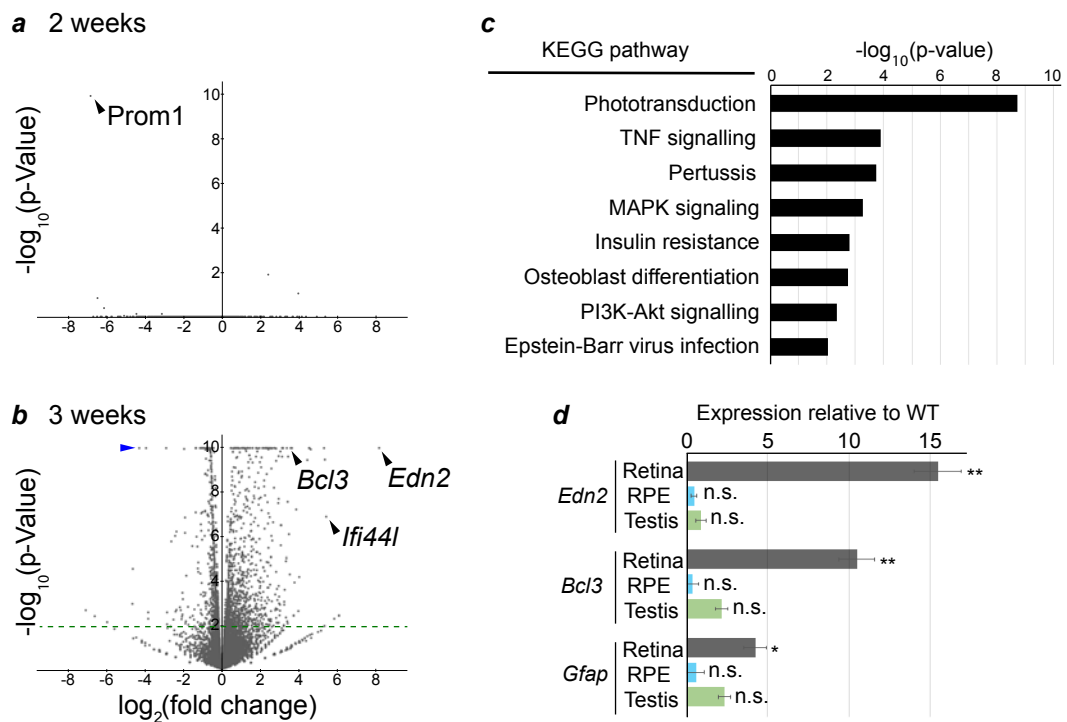 a 2 weeks
-log10(p-Value)
10
8
6
4
2
Prom1
-8 -6 -4 -2 0 2 4 6 8
b 3 weeks
-log10(p-Value)
10
8
6
4
2
Bcl3
Edn2
Ifi44l
-8 -6 -4 -2 0 2 4 6 8
log2(fold change)
c
KEGG pathway -log10(p-value)
0 2 4 6 8 10
Phototransduction
TNF signalling
Pertussis
MAPK signaling
Insulin resistance
Osteoblast differentiation
PI3K-Akt signalling
Epstein-Barr virus infection
d Expression relative to WT
0 5 10 15
Edn2
Retina **
RPE n.s.
Testis n.s.
Bcl3
Retina **
RPE n.s.
Testis n.s.
Gfap
Retina *
RPE n.s.
Testis n.s.